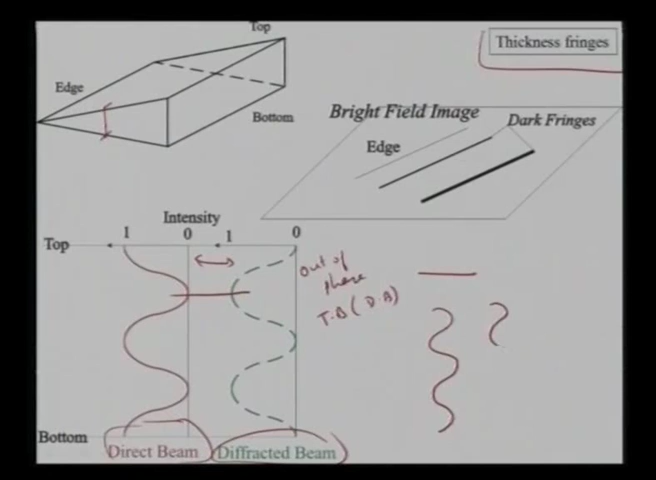 Top
Thickness fringes
Edge
Bottom
Bright Field Image
Dark Fringes
Edge
Intensity
1 0 1 0
Top
out of
phase
T.B (D.B)
Bottom
Direct Beam
Diffracted Beam